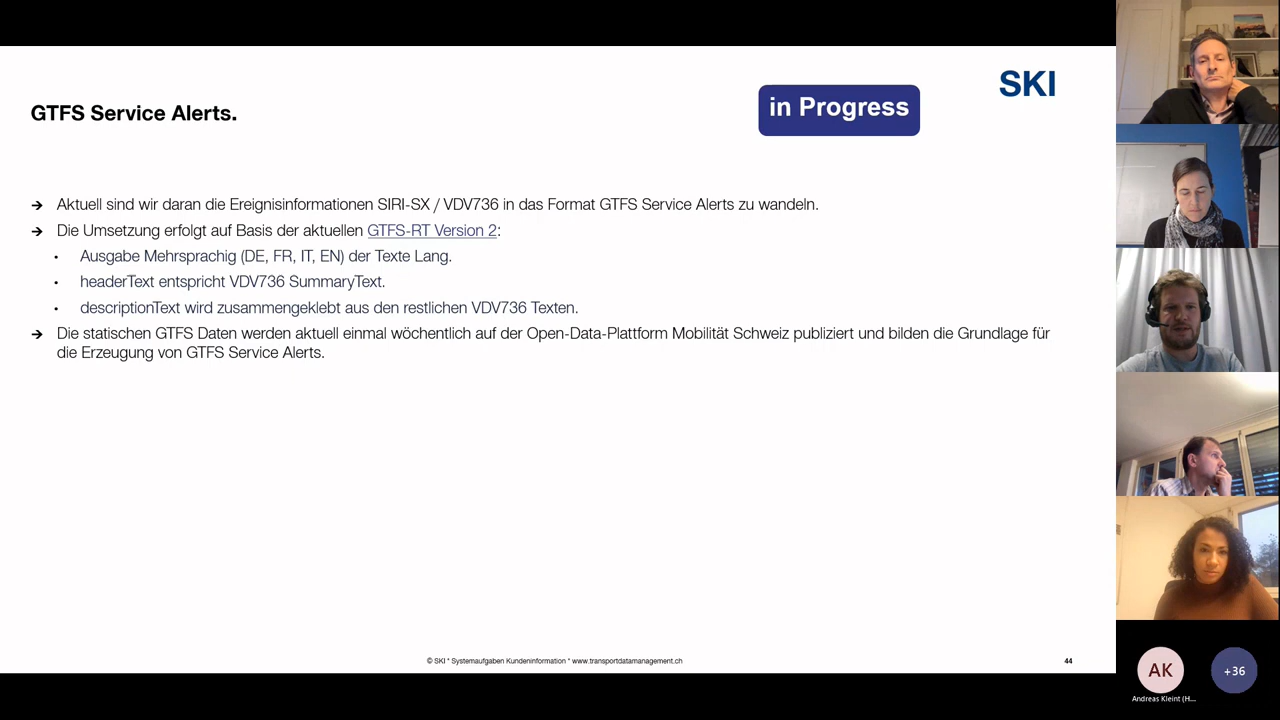 SKI
in Progress
GTFS Service Alerts.
➔ Aktuell sind wir daran die Ereignisinformationen SIRI-SX / VDV736 in das Format GTFS Service Alerts zu wandeln.
➔ Die Umsetzung erfolgt auf Basis der aktuellen GTFS-RT Version 2:
• Ausgabe Mehrsprachig (DE, FR, IT, EN) der Texte Lang.
• headerText entspricht VDV736 SummaryText.
• descriptionText wird zusammengeklebt aus den restlichen VDV736 Texten.
➔ Die statischen GTFS Daten werden aktuell einmal wöchentlich auf der Open-Data-Plattform Mobilität Schweiz publiziert und bilden die Grundlage für
die Erzeugung von GTFS Service Alerts.
© SKI * Systemaufgaben Kundeninformation * www.transportdatamanagement.ch
44
AK
+36
Andreas Kleint (H...